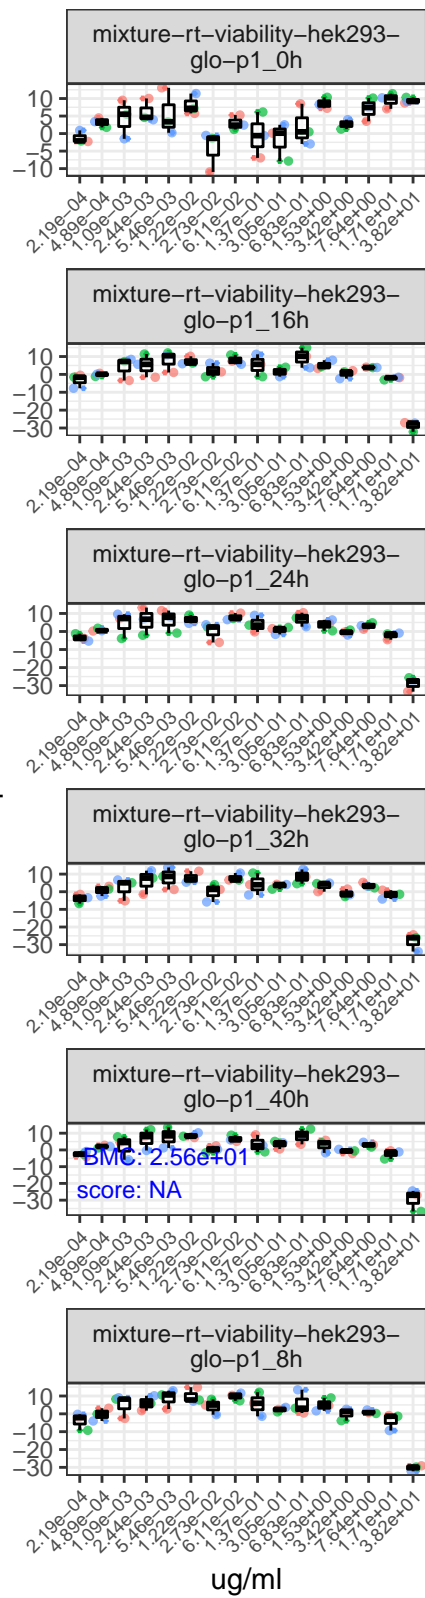 mixture−rt−viability−hek293−
glo−p1_0h
10
5
0
−5
−10
2.19e−04
4.89e−04
1.09e−03
2.44e−03
5.46e−03
1.22e−02
2.73e−02
6.11e−02
1.37e−01
3.05e−01
6.83e−01
1.53e+00
3.42e+00
7.64e+00
1.71e+01
3.82e+01
mixture−rt−viability−hek293−
glo−p1_16h
10
0
−10
−20
−30
2.19e−04
4.89e−04
1.09e−03
2.44e−03
5.46e−03
1.22e−02
2.73e−02
6.11e−02
1.37e−01
3.05e−01
6.83e−01
1.53e+00
3.42e+00
7.64e+00
1.71e+01
3.82e+01
mixture−rt−viability−hek293−
glo−p1_24h
10
0
−10
−20
−30
2.19e−04
4.89e−04
1.09e−03
2.44e−03
5.46e−03
1.22e−02
2.73e−02
6.11e−02
1.37e−01
3.05e−01
6.83e−01
1.53e+00
3.42e+00
7.64e+00
1.71e+01
3.82e+01
mixture−rt−viability−hek293−
glo−p1_32h
10
0
−10
−20
−30
2.19e−04
4.89e−04
1.09e−03
2.44e−03
5.46e−03
1.22e−02
2.73e−02
6.11e−02
1.37e−01
3.05e−01
6.83e−01
1.53e+00
3.42e+00
7.64e+00
1.71e+01
3.82e+01
mixture−rt−viability−hek293−
glo−p1_40h
10
0
−10
−20
−30
BMC: 2.56e+01
score: NA
2.19e−04
4.89e−04
1.09e−03
2.44e−03
5.46e−03
1.22e−02
2.73e−02
6.11e−02
1.37e−01
3.05e−01
6.83e−01
1.53e+00
3.42e+00
7.64e+00
1.71e+01
3.82e+01
mixture−rt−viability−hek293−
glo−p1_8h
10
0
−10
−20
−30
2.19e−04
4.89e−04
1.09e−03
2.44e−03
5.46e−03
1.22e−02
2.73e−02
6.11e−02
1.37e−01
3.05e−01
6.83e−01
1.53e+00
3.42e+00
7.64e+00
1.71e+01
3.82e+01
ug/ml